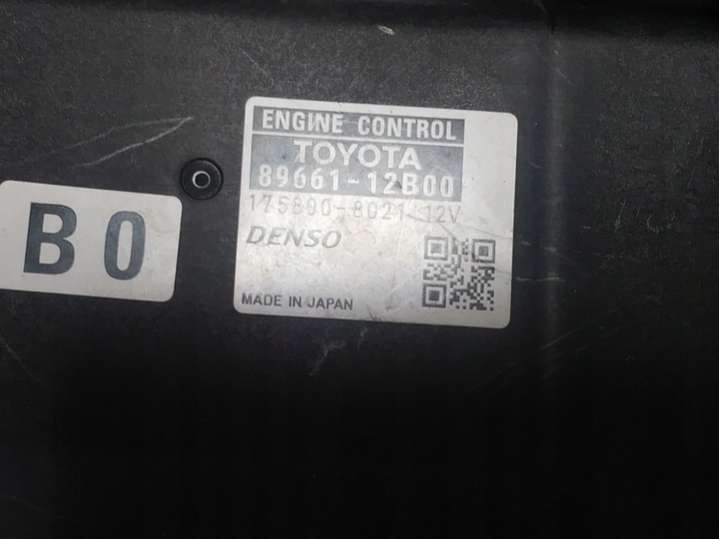 ENGINE CONTROL
TOYOTA
89661-12B00
175800-8021 12V
DENSO
MADE IN JAPAN
B0